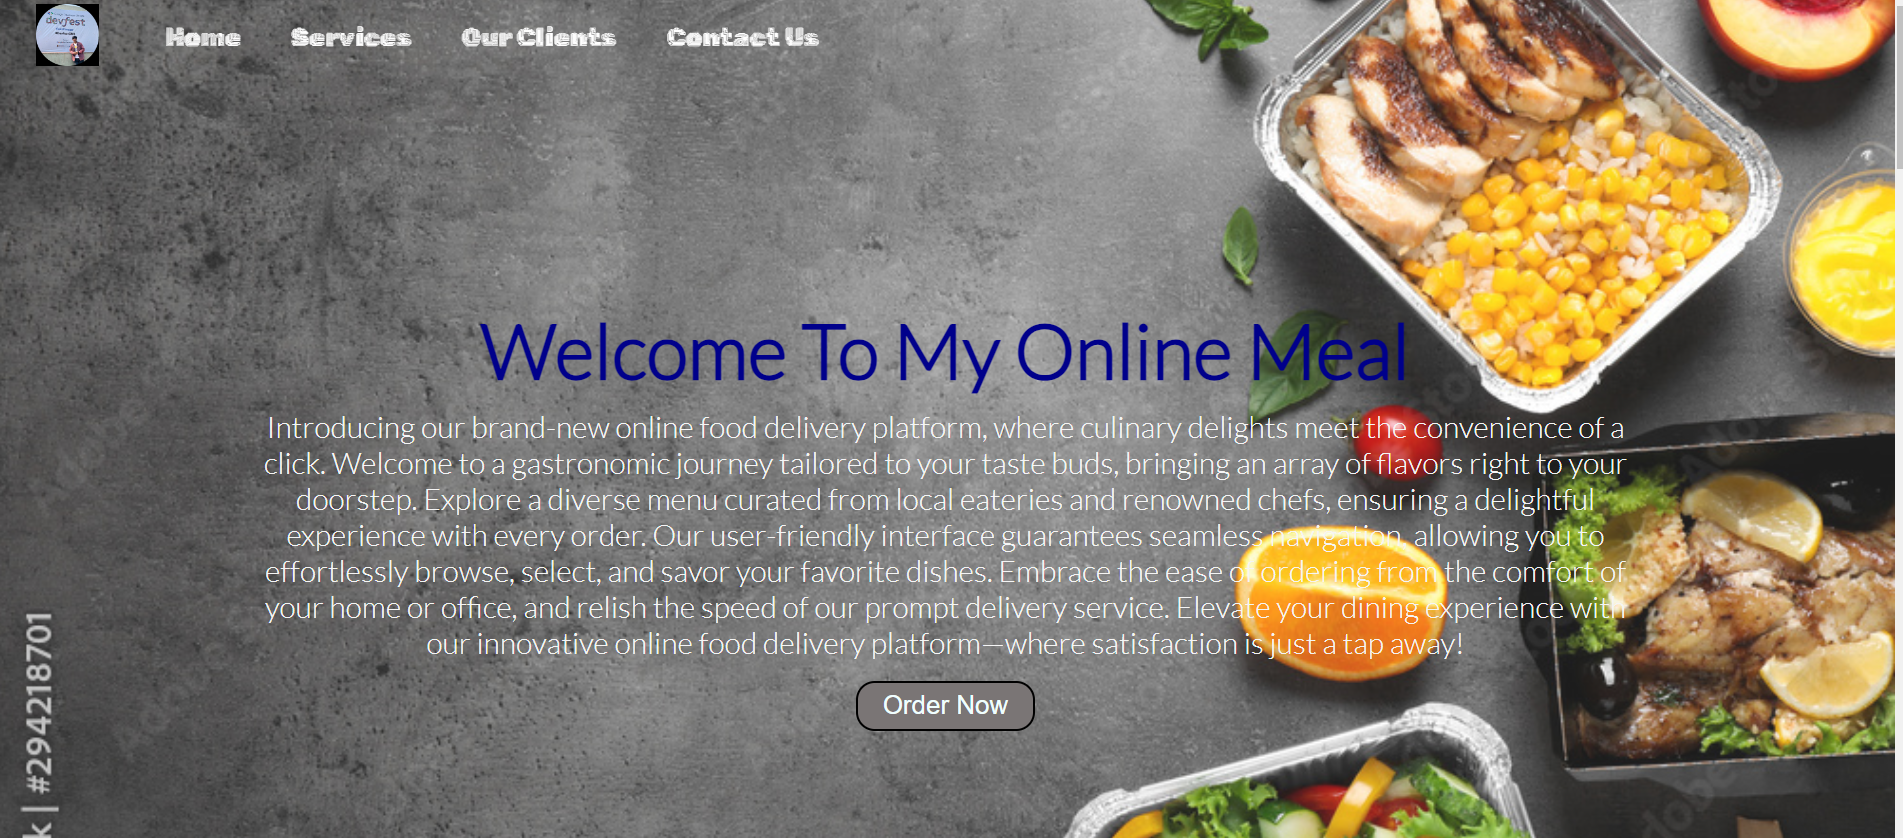 devfest
Home Services Our Clients Contact Us
Welcome To My Online Meal
Introducing our brand-new online food delivery platform, where culinary delights meet the convenience of a
click. Welcome to a gastronomic journey tailored to your taste buds, bringing an array of flavors right to your
doorstep. Explore a diverse menu curated from local eateries and renowned chefs, ensuring a delightful
experience with every order. Our user-friendly interface guarantees seamless navigation, allowing you to
effortlessly browse, select, and savor your favorite dishes. Embrace the ease of ordering from the comfort of
your home or office, and relish the speed of our prompt delivery service. Elevate your dining experience with
our innovative online food delivery platform—where satisfaction is just a tap away!
Order Now
k | #294218701